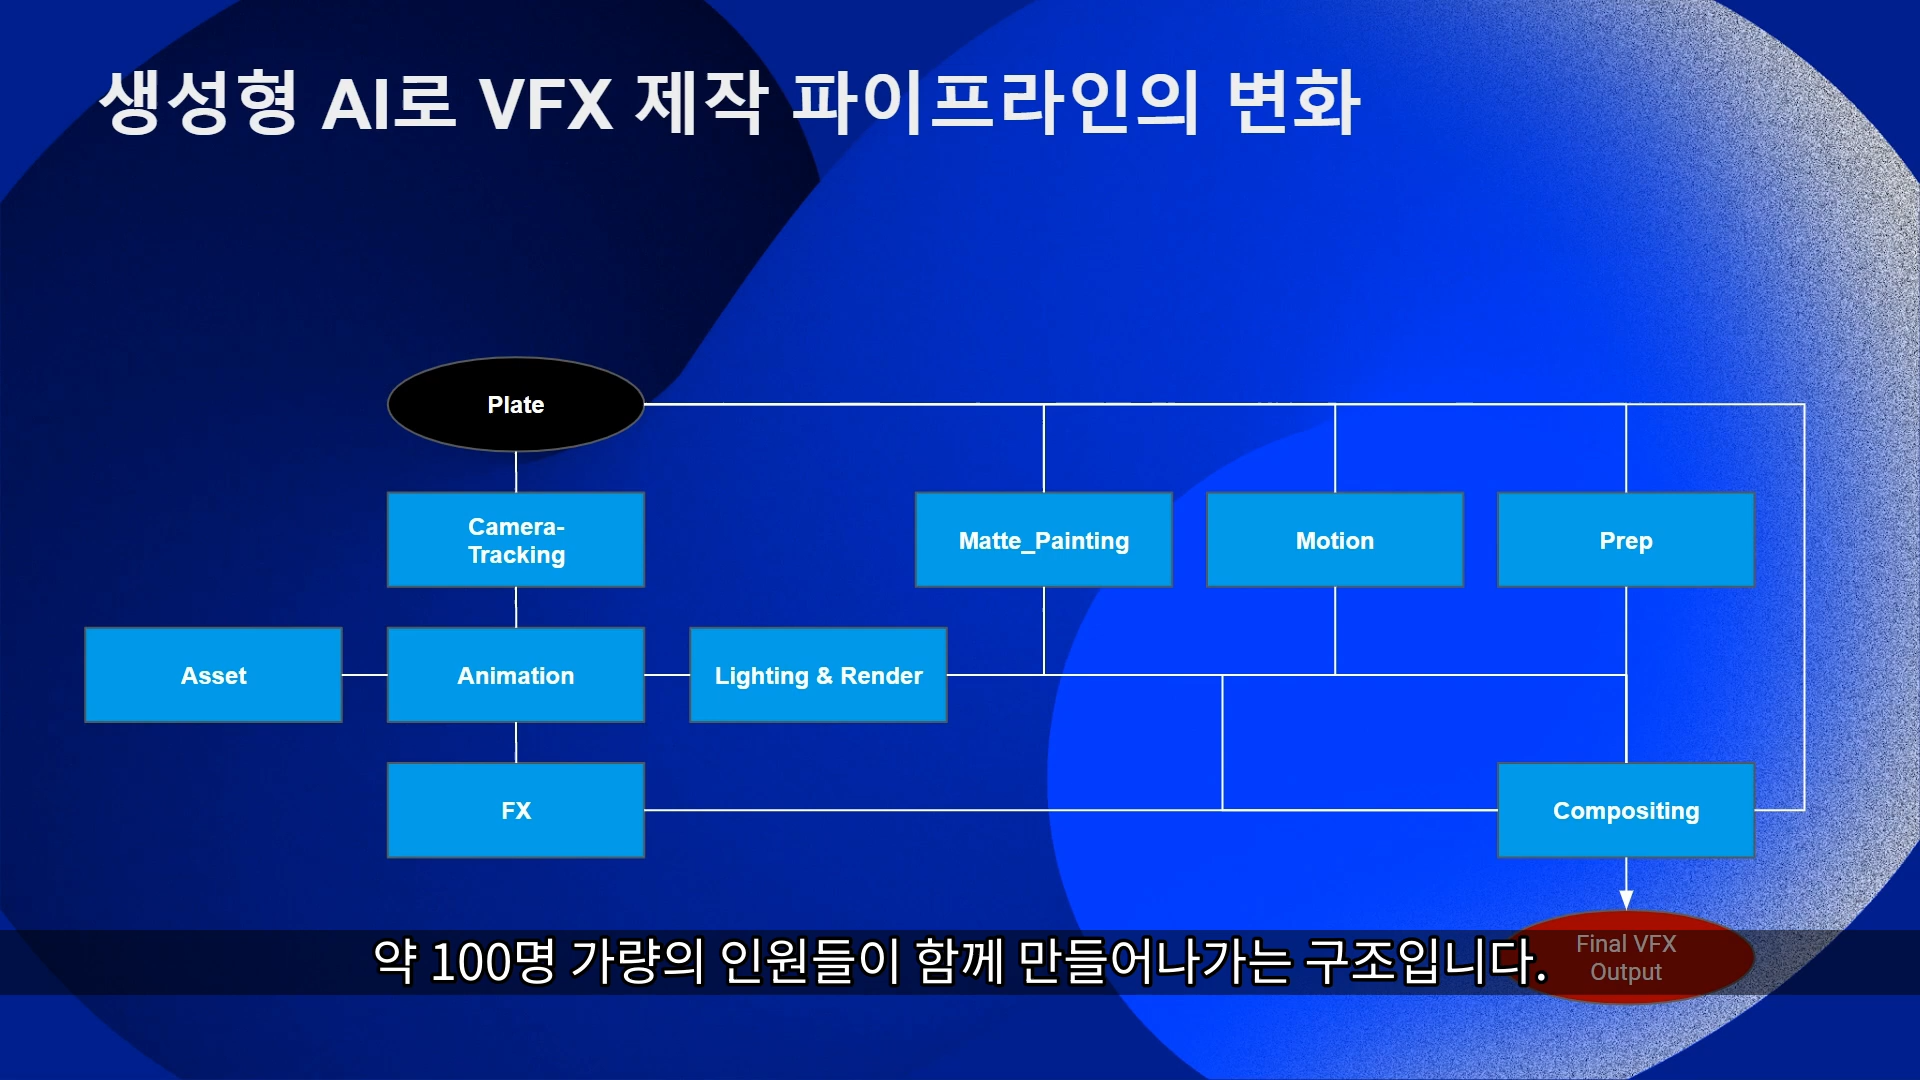 생성형 AI로 VFX 제작 파이프라인의 변화
Plate
Camera-
Tracking
Matte_Painting
Motion
Prep
Asset
Animation
Lighting & Render
FX
Compositing
Final VFX
Output
약 100명 가량의 인원들이 함께 만들어나가는 구조입니다.